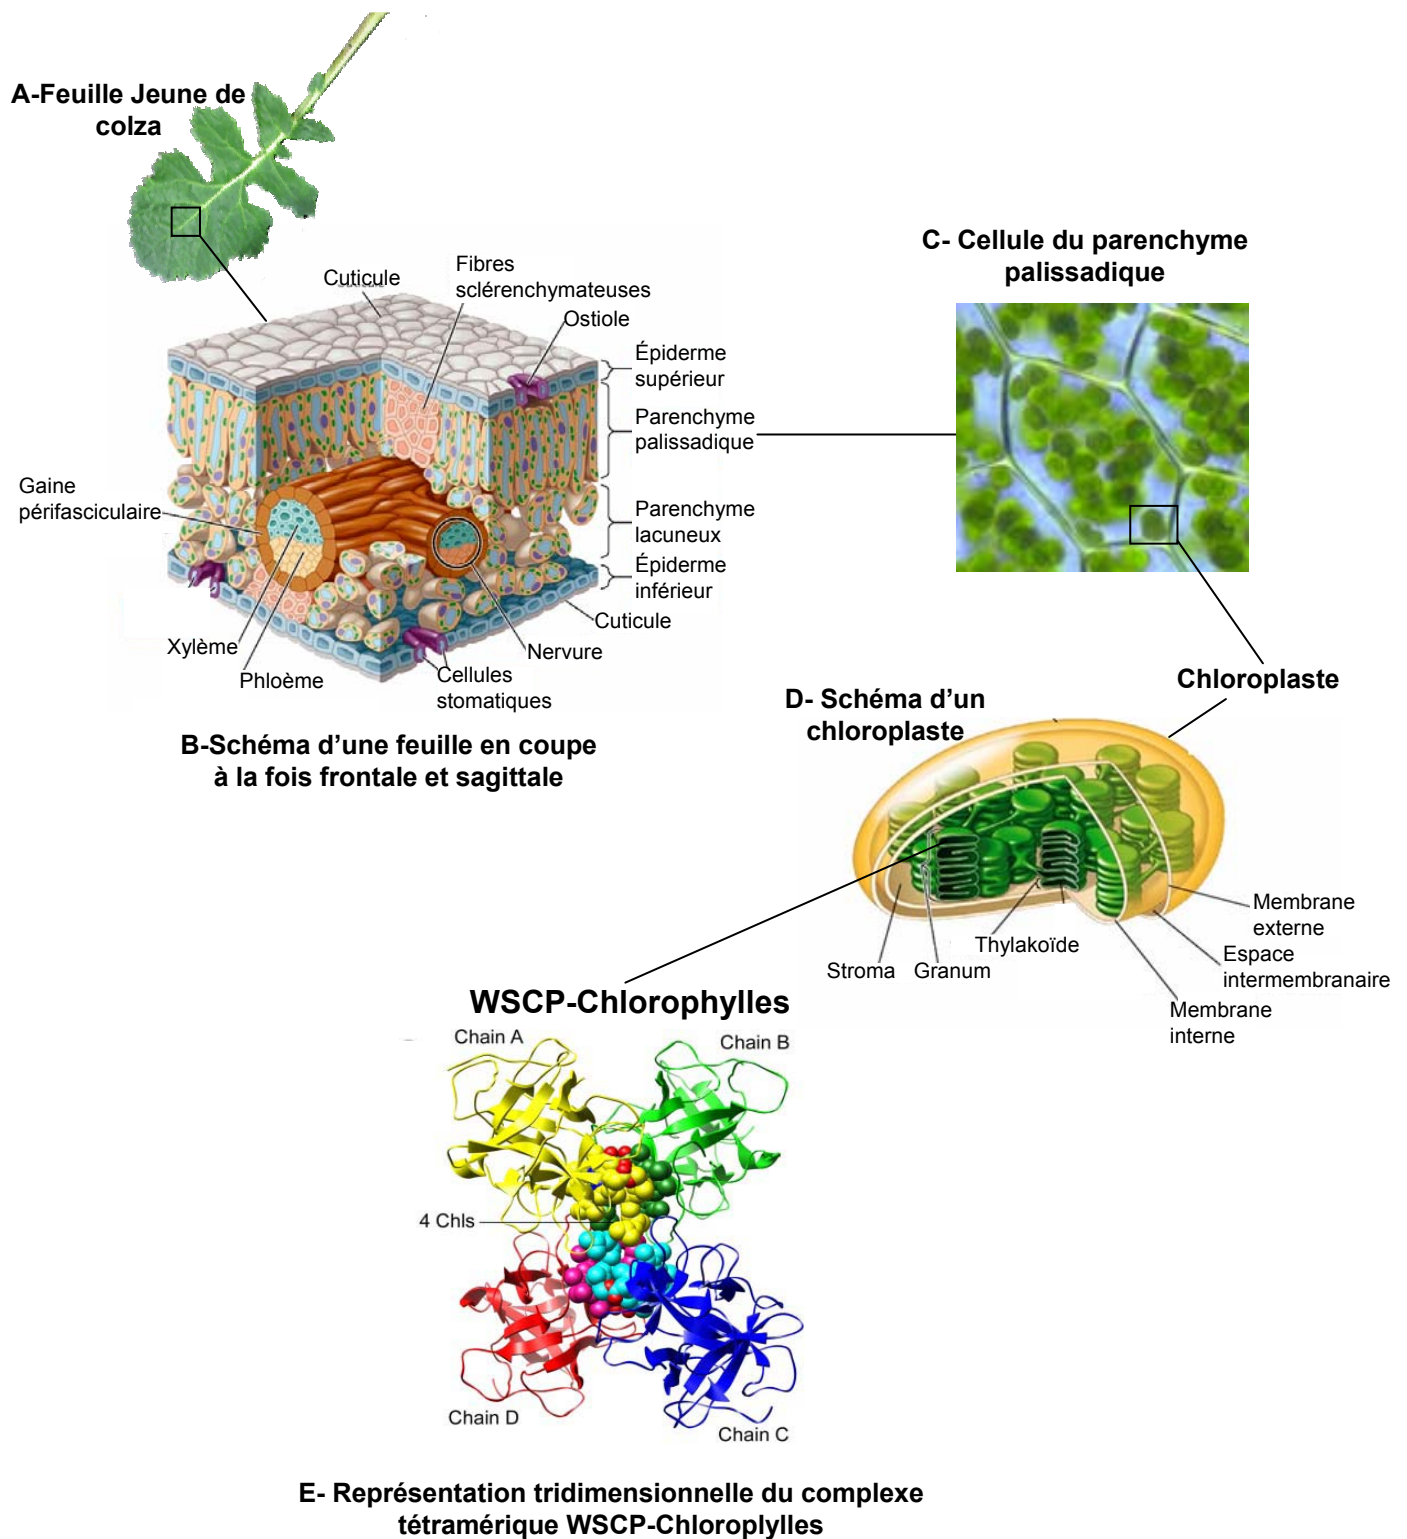 A-Feuille Jeune de
colza
C- Cellule du parenchyme
palissadique
Cuticule
Fibres
sclérenchymateuses
Ostiole
Épiderme
supérieur
Parenchyme
palissadique
Gaine
périfasciculaire
Parenchyme
lacuneux
Épiderme
inférieur
Cuticule
Xylème
Nervure
Phloème
Cellules
stomatiques
B-Schéma d'une feuille en coupe
à la fois frontale et sagittale
Chloroplaste
D- Schéma d'un
chloroplaste
Membrane
externe
Thylakoïde
Espace
intermembranaire
Stroma
Granum
Membrane
interne
WSCP-Chlorophylles
Chain A
Chain B
4 Chls
Chain D
Chain C
E- Représentation tridimensionnelle du complexe
tétramérique WSCP-Chloroplylles